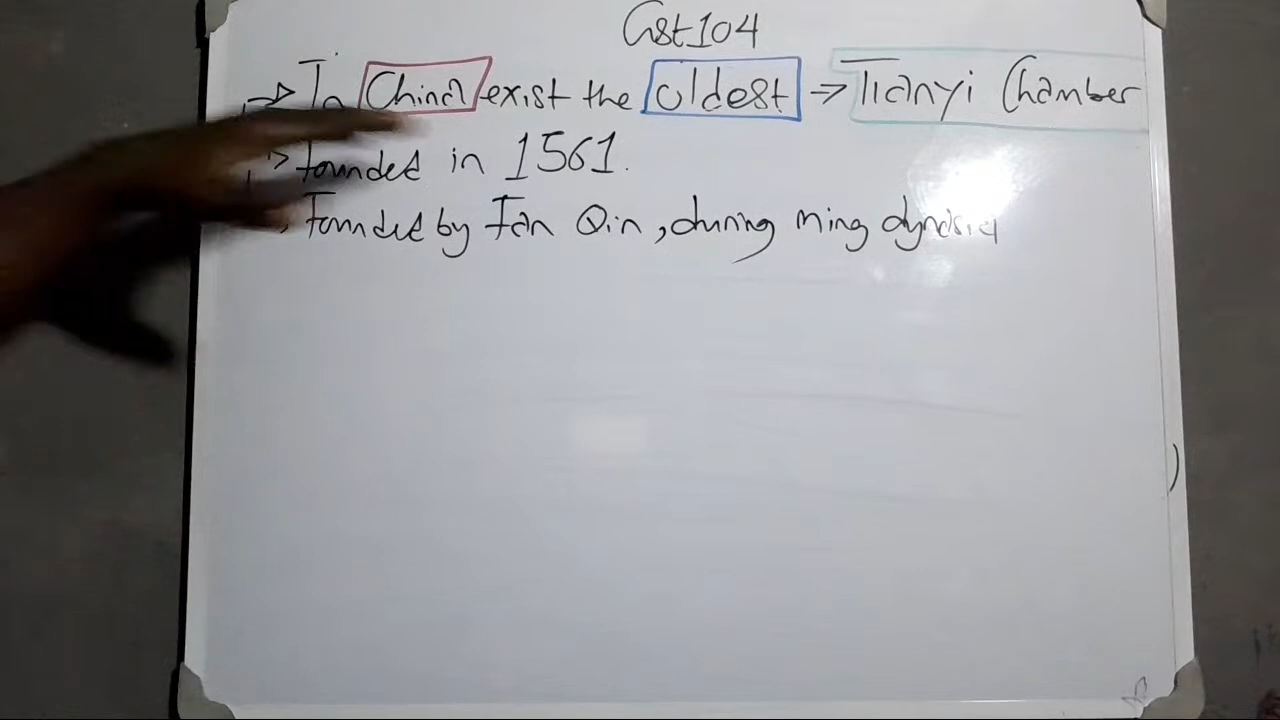 Gst104
→ In China exist the oldest → Tianyi Chamber
> founded in 1561.
Founded by Fan Qin, during ming dynasty